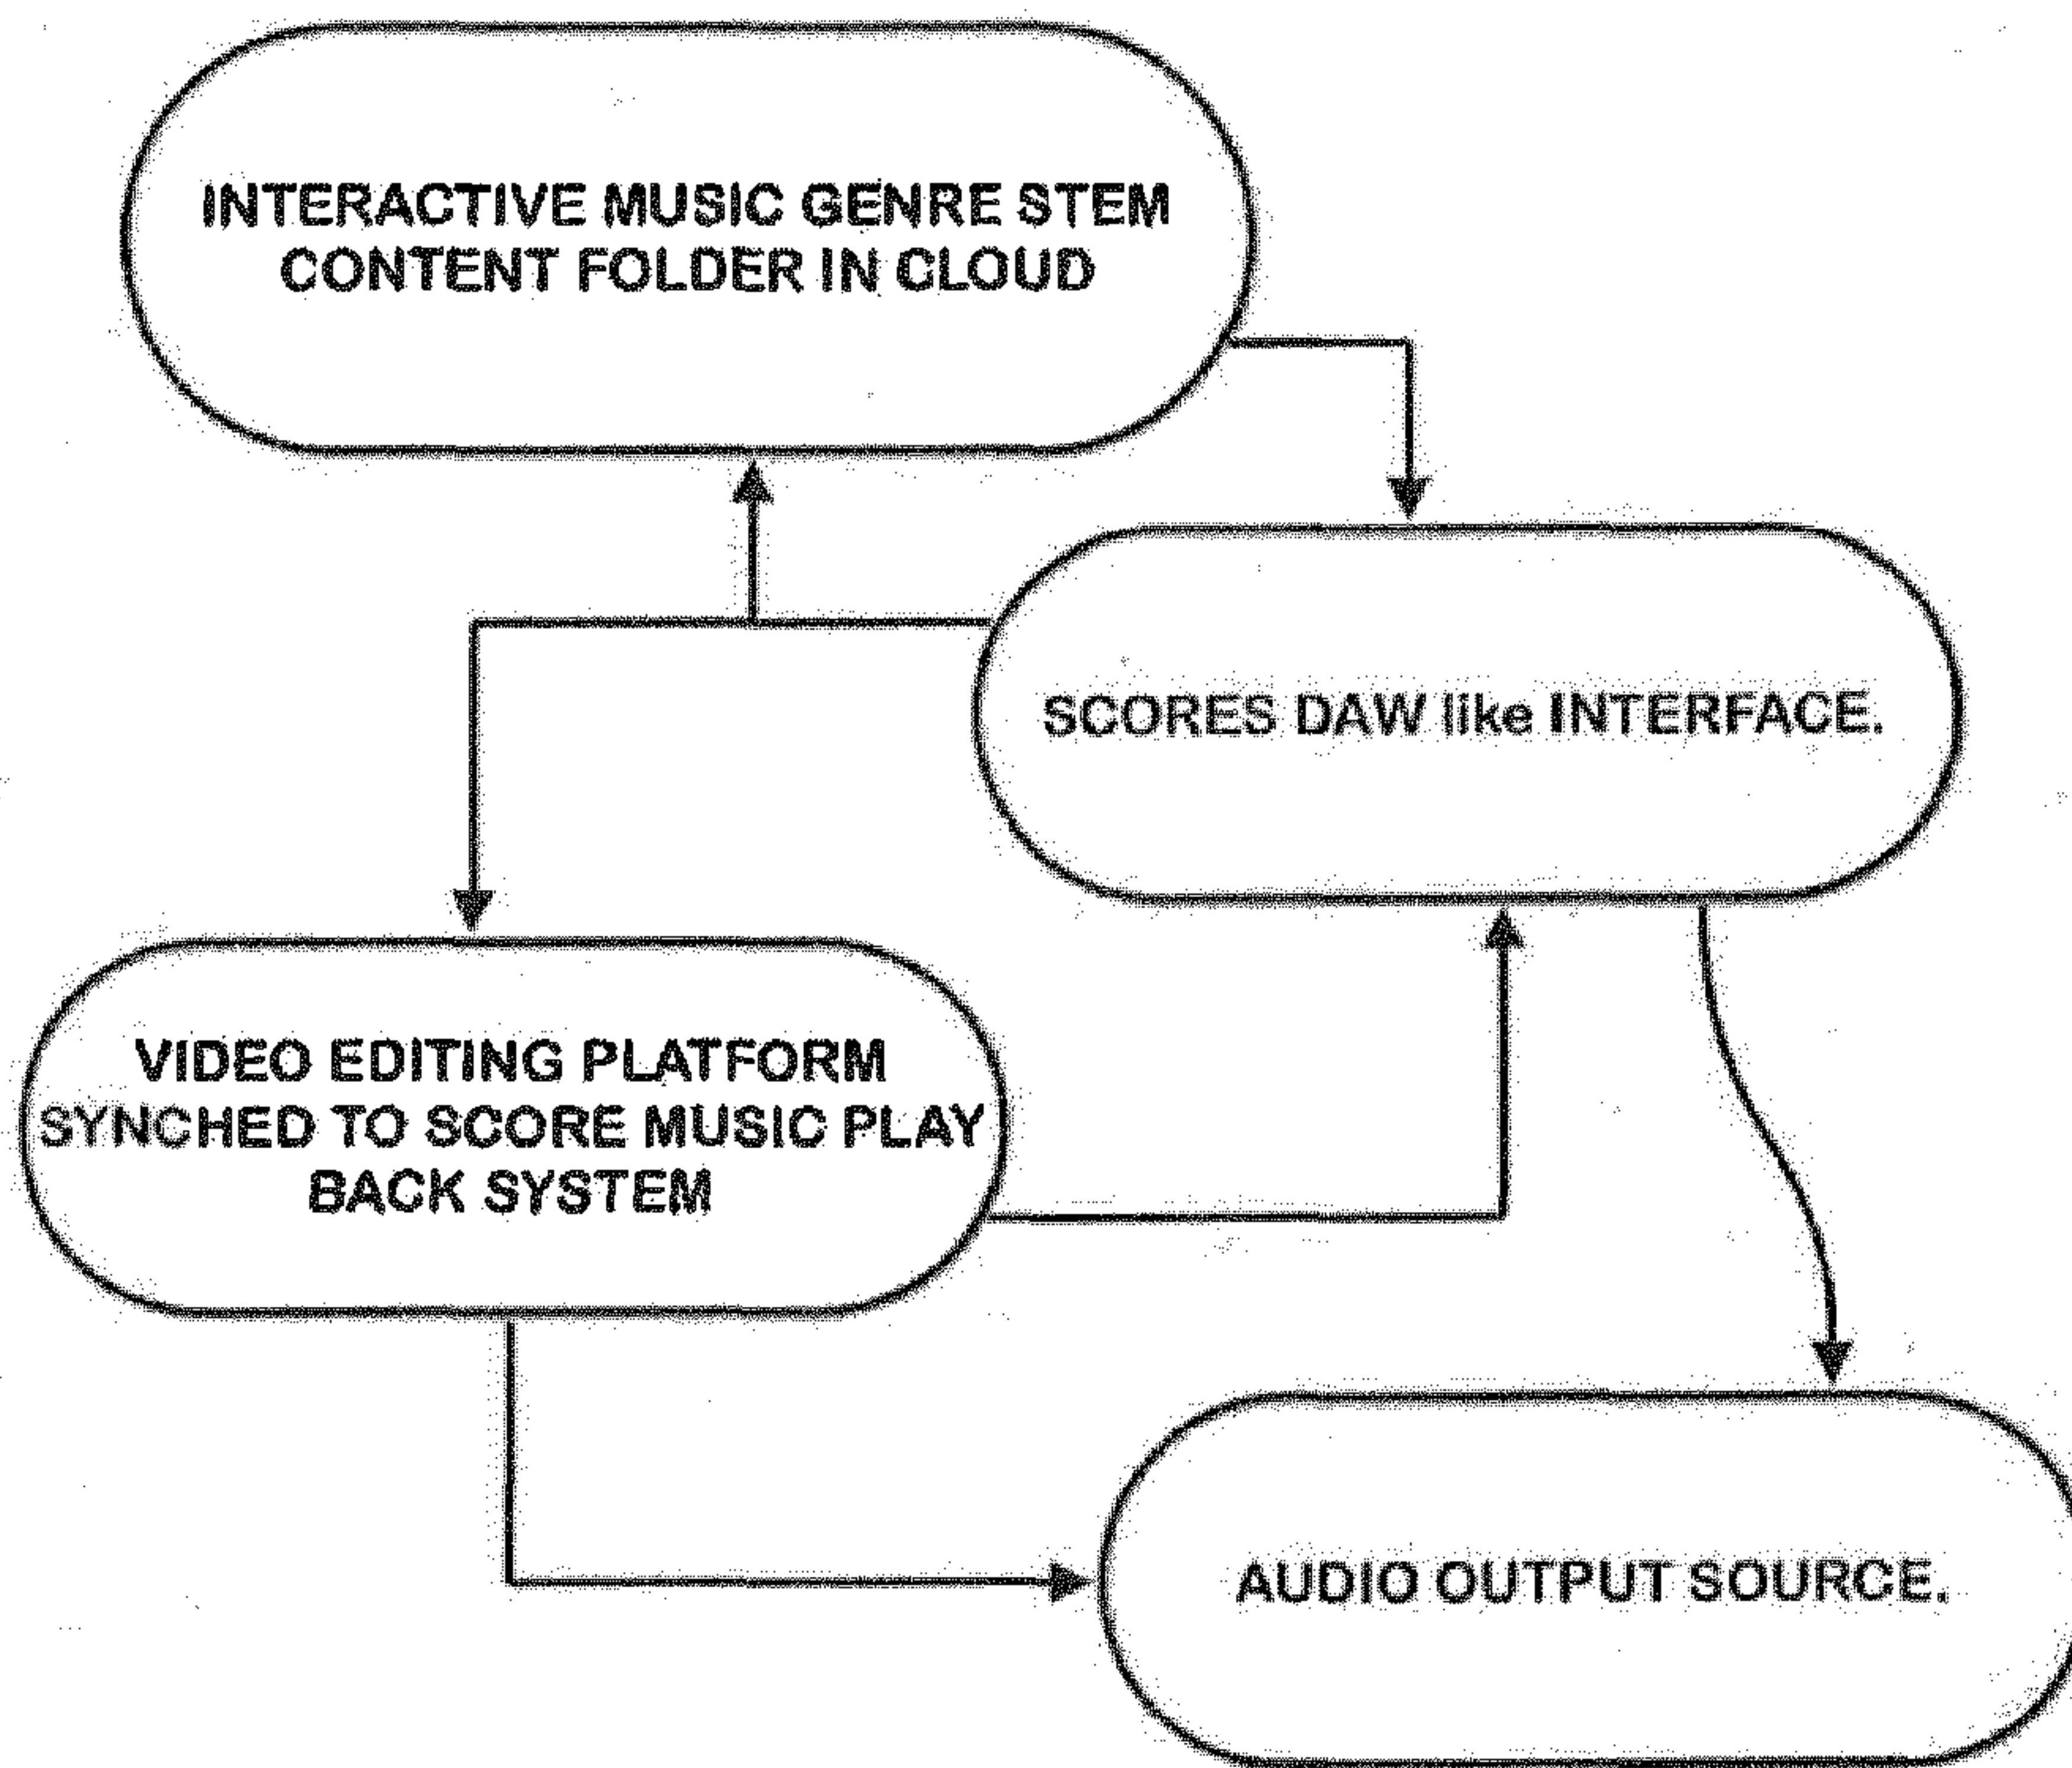 INTERACTIVE MUSIC GENRE STEM
CONTENT FOLDER IN CLOUD
SCORES DAW like INTERFACE.
VIDEO EDITING PLATFORM
SYNCHED TO SCORE MUSIC PLAY
BACK SYSTEM
AUDIO OUTPUT SOURCE.